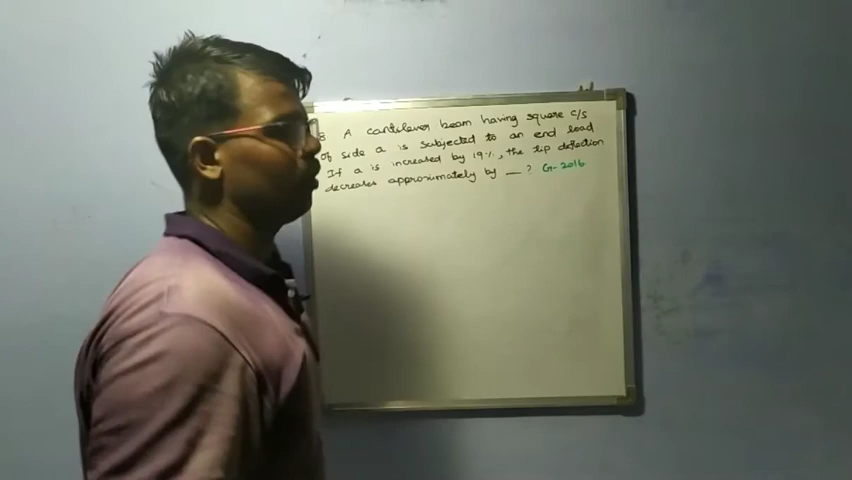 8 A cantilever beam having square c/s
of side a is subjected to an end load
If a is increased by 19%, the tip deflection
decreases approximately by __ ? G-2016